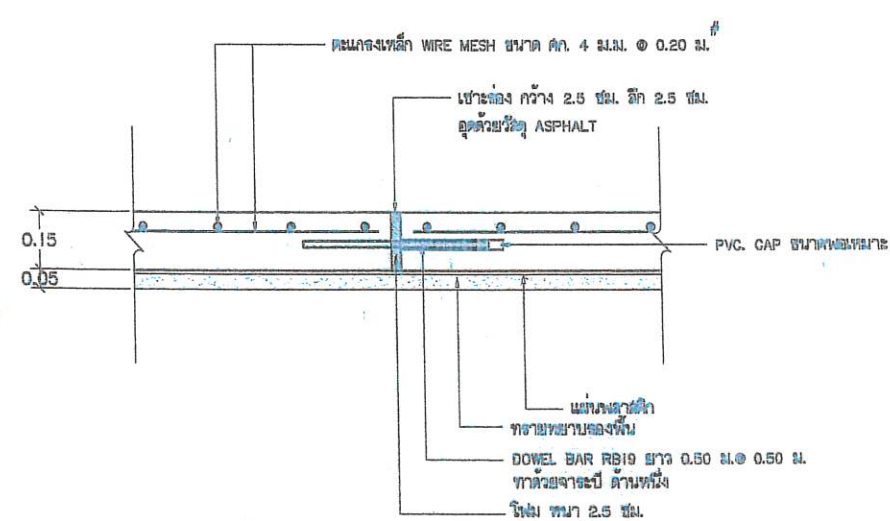 ตะแกรงเหล็ก WIRE MESH ขนาด ศก. 4 ม.ม. @ 0.20 ม.#
เซาะร่อง กว้าง 2.5 ซม. ลึก 2.5 ซม.
อุดด้วยวัสดุ ASPHALT
0.15
PVC. CAP ขนาดพอเหมาะ
0.05
แผ่นพลาสติก
ทรายหยาบรองพื้น
DOWEL BAR RB19 ยาว 0.50 ม.@ 0.50 ม.
ทาด้วยจาระบี ด้านหนึ่ง
โฟม หนา 2.5 ซม.